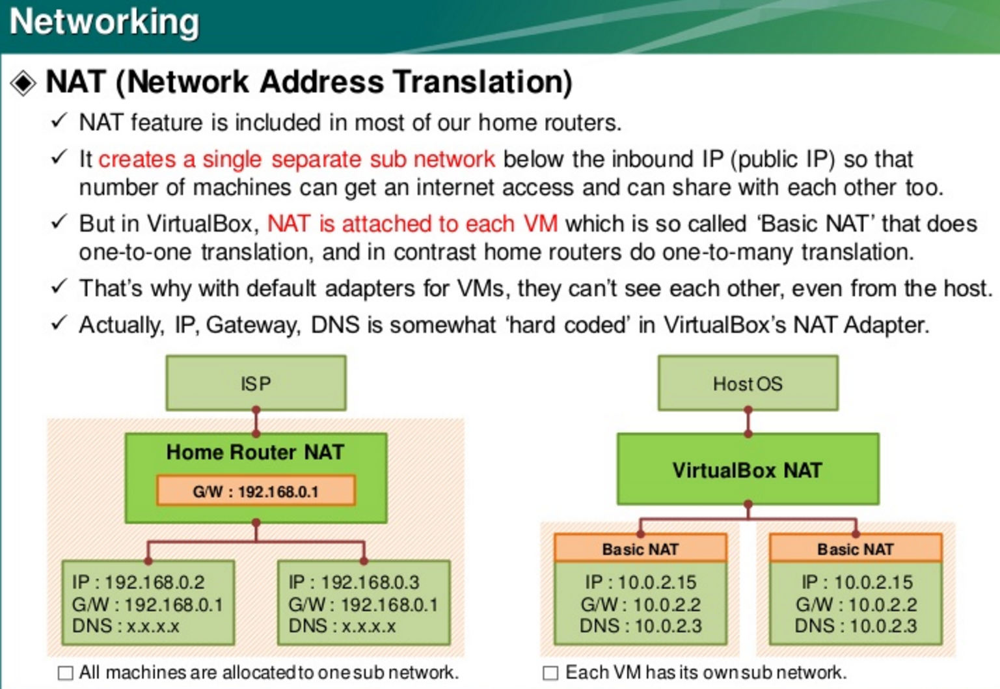 Networking
NAT (Network Address Translation)
✓ NAT feature is included in most of our home routers.
✓ It creates a single separate sub network below the inbound IP (public IP) so that
number of machines can get an internet access and can share with each other too.
✓ But in VirtualBox, NAT is attached to each VM which is so called ‘Basic NAT’ that does
one-to-one translation, and in contrast home routers do one-to-many translation.
✓ That’s why with default adapters for VMs, they can’t see each other, even from the host.
✓ Actually, IP, Gateway, DNS is somewhat ‘hard coded’ in VirtualBox’s NAT Adapter.
ISP
Home Router NAT
G/W : 192.168.0.1
IP : 192.168.0.2
G/W : 192.168.0.1
DNS : x.x.x.x
IP : 192.168.0.3
G/W : 192.168.0.1
DNS : x.x.x.x
□ All machines are allocated to one sub network.
Host OS
VirtualBox NAT
Basic NAT
IP : 10.0.2.15
G/W : 10.0.2.2
DNS : 10.0.2.3
Basic NAT
IP : 10.0.2.15
G/W : 10.0.2.2
DNS : 10.0.2.3
□ Each VM has its own sub network.